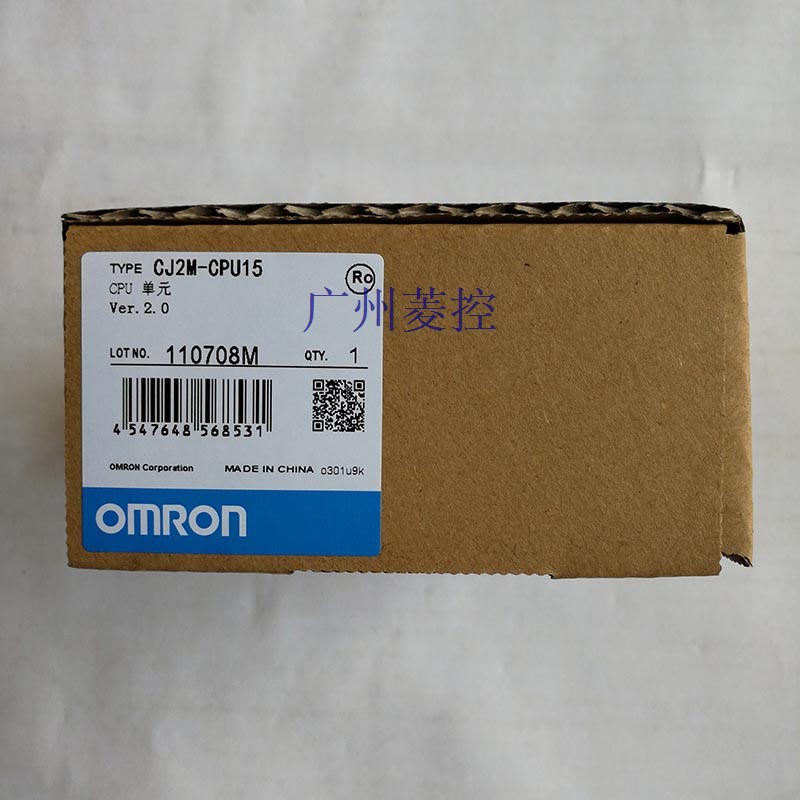 TYPE CJ2M-CPU15
Ro
CPU 单元
Ver.2.0
广州菱控
LOT NO. 110708M QTY. 1
4 547648 568531
OMRON Corporation MADE IN CHINA o301u9k
OMRON